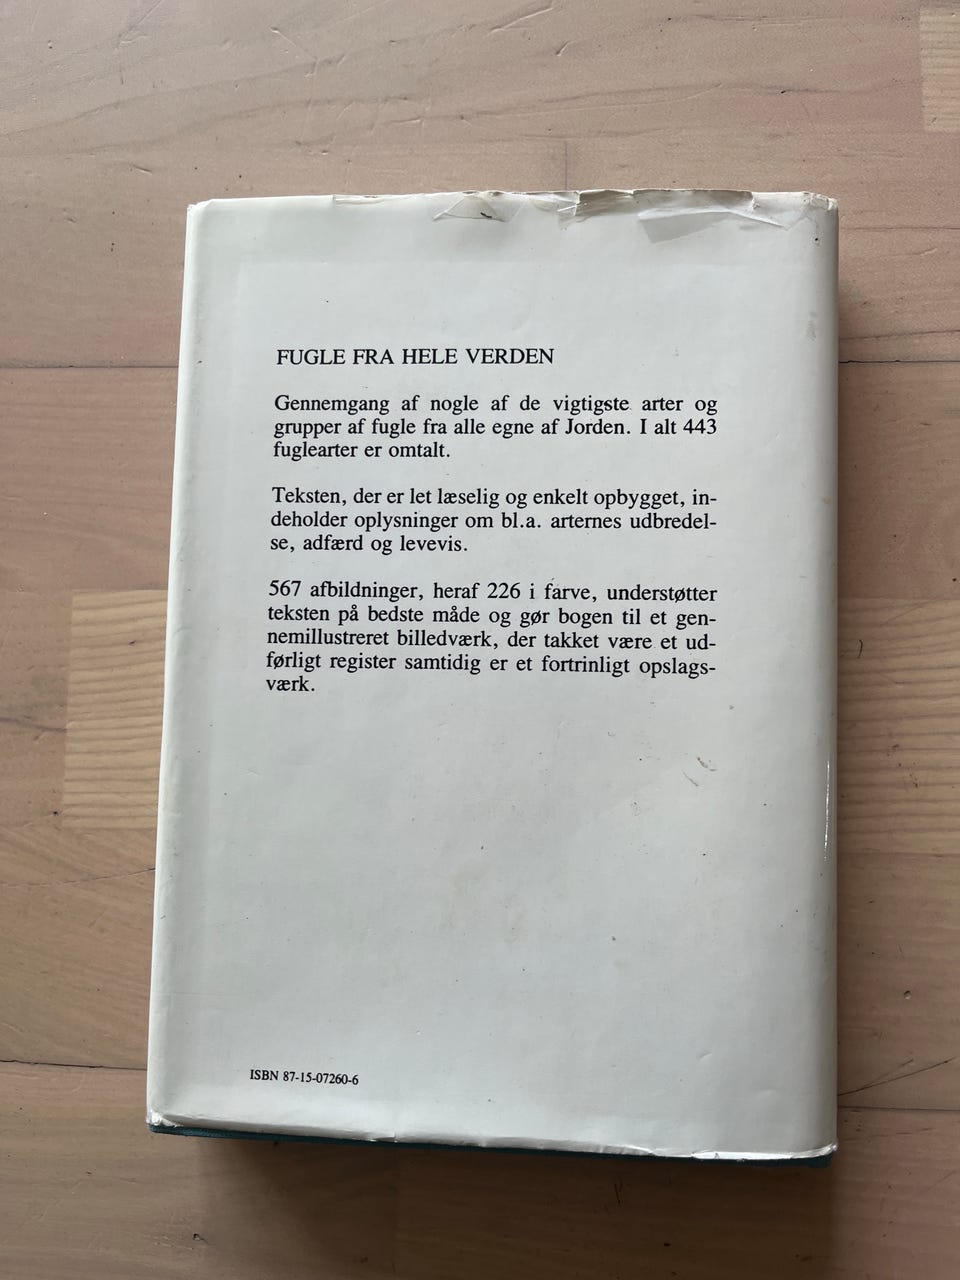 FUGLE FRA HELE VERDEN
Gennemgang af nogle af de vigtigste arter og
grupper af fugle fra alle egne af Jorden. I alt 443
fuglearter er omtalt.
Teksten, der er let læselig og enkelt opbygget, in-
deholder oplysninger om bl.a. arternes udbredel-
se, adfærd og levevis.
567 afbildninger, heraf 226 i farve, understøtter
teksten på bedste måde og gør bogen til et gen-
nemillustreret billedværk, der takket være et ud-
førligt register samtidig er et fortrinligt opslags-
værk.
ISBN 87-15-07260-6